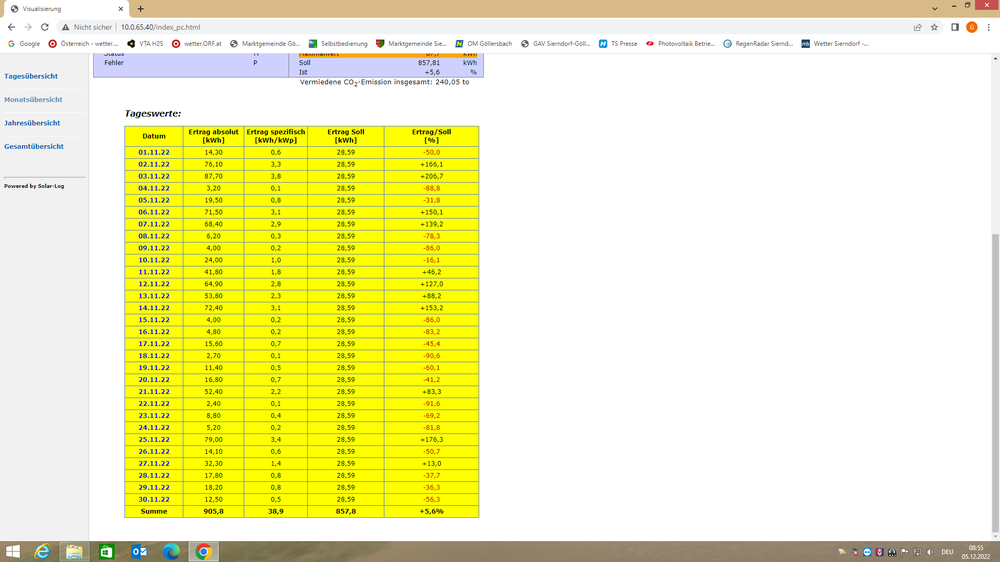 Visualisierung
Nicht sicher 10.0.65.40/index_pc.html
Google Österreich - wetter.... VTA H2S wetter.ORF.at Marktgemeinde Gö... Selbstbedienung Marktgemeinde Sie... OM Göllersbach GAV Sierndorf-Göll... TS Presse Photovoltaik Betrie... RegenRadar Siernd... Wetter Sierndorf -...
Status M Maximalwert 87,7 kWh
Fehler P Soll 857,81 kWh
Ist +5,6 %
Vermiedene CO2-Emission insgesamt: 240,05 to
Tagesübersicht
Monatsübersicht
Jahresübersicht
Gesamtübersicht
Powered by Solar-Log
Tageswerte:
Datum Ertrag absolut [kWh] Ertrag spezifisch [kWh/kWp] Ertrag Soll [kWh] Ertrag/Soll [%]
01.11.22 14,30 0,6 28,59 -50,0
02.11.22 76,10 3,3 28,59 +166,1
03.11.22 87,70 3,8 28,59 +206,7
04.11.22 3,20 0,1 28,59 -88,8
05.11.22 19,50 0,8 28,59 -31,8
06.11.22 71,50 3,1 28,59 +150,1
07.11.22 68,40 2,9 28,59 +139,2
08.11.22 6,20 0,3 28,59 -78,3
09.11.22 4,00 0,2 28,59 -86,0
10.11.22 24,00 1,0 28,59 -16,1
11.11.22 41,80 1,8 28,59 +46,2
12.11.22 64,90 2,8 28,59 +127,0
13.11.22 53,80 2,3 28,59 +88,2
14.11.22 72,40 3,1 28,59 +153,2
15.11.22 4,00 0,2 28,59 -86,0
16.11.22 4,80 0,2 28,59 -83,2
17.11.22 15,60 0,7 28,59 -45,4
18.11.22 2,70 0,1 28,59 -90,6
19.11.22 11,40 0,5 28,59 -60,1
20.11.22 16,80 0,7 28,59 -41,2
21.11.22 52,40 2,2 28,59 +83,3
22.11.22 2,40 0,1 28,59 -91,6
23.11.22 8,80 0,4 28,59 -69,2
24.11.22 5,20 0,2 28,59 -81,8
25.11.22 79,00 3,4 28,59 +176,3
26.11.22 14,10 0,6 28,59 -50,7
27.11.22 32,30 1,4 28,59 +13,0
28.11.22 17,80 0,8 28,59 -37,7
29.11.22 18,20 0,8 28,59 -36,3
30.11.22 12,50 0,5 28,59 -56,3
Summe 905,8 38,9 857,8 +5,6%
DEU 08:55
05.12.2022